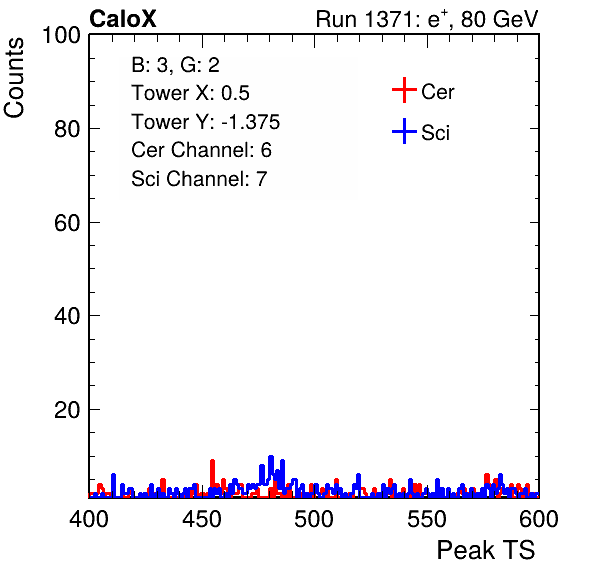 CaloX Run 1371: e⁺, 80 GeV
Counts
100
80
60
40
20
B: 3, G: 2
Tower X: 0.5
Tower Y: -1.375
Cer Channel: 6
Sci Channel: 7
Cer
Sci
400 450 500 550 600
Peak TS